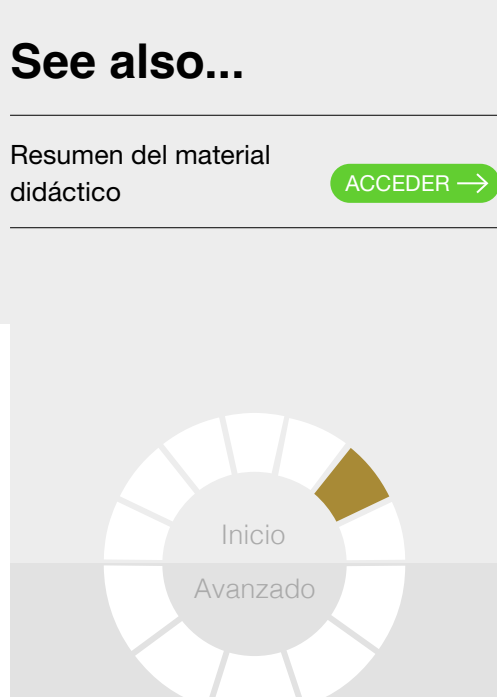 See also...
Resumen del material
didáctico
ACCEDER
Inicio
Avanzado